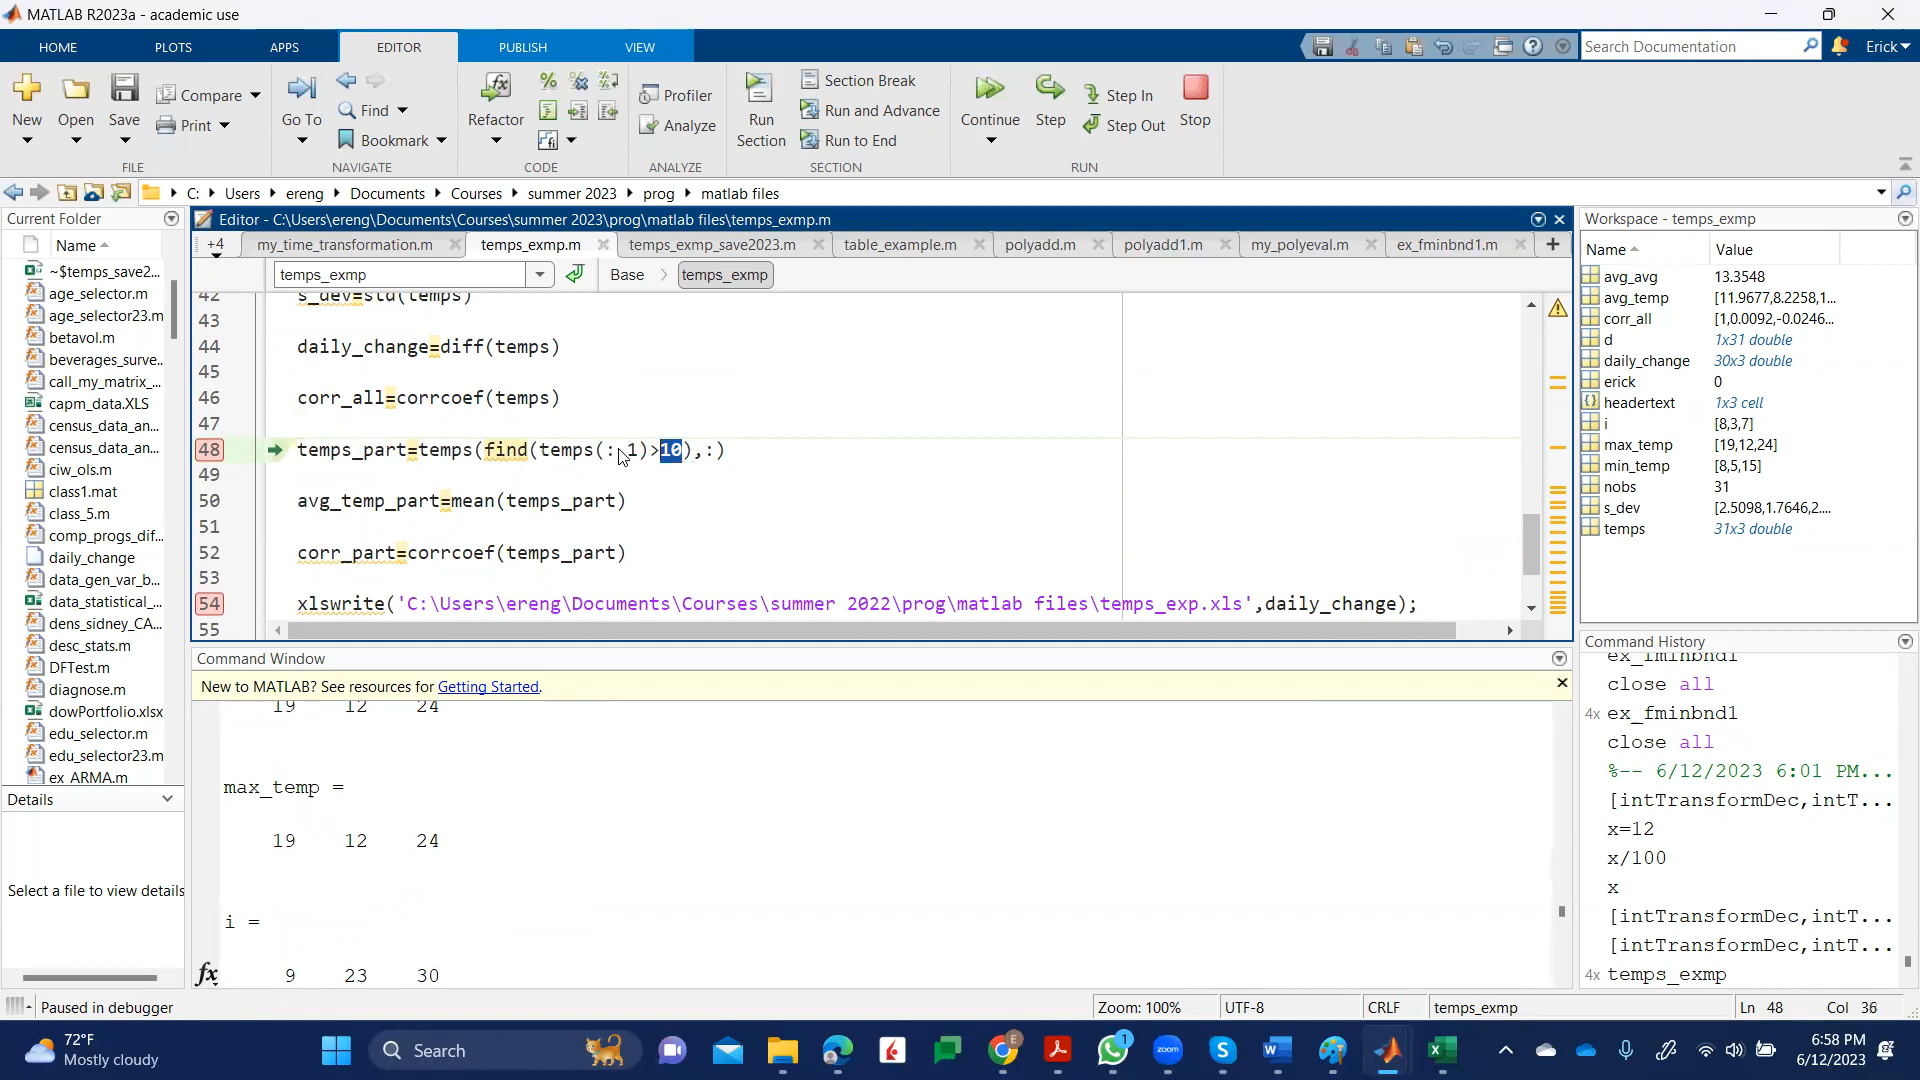 MATLAB R2023a - academic use
HOME PLOTS APPS EDITOR PUBLISH VIEW
Search Documentation
Erick
New Open Save Compare Print
FILE
Go To Find Bookmark
NAVIGATE
Refactor
CODE
Profiler
Analyze
ANALYZE
Run Section
Section Break
Run and Advance
Run to End
SECTION
Continue Step Step In Step Out Stop
RUN
C: Users ereng Documents Courses summer 2023 prog matlab files
Current Folder
Name
~$temps_save2...
age_selector.m
age_selector23.m
betavol.m
beverages_surve...
call_my_matrix_...
capm_data.XLS
census_data_an...
census_data_an...
ciw_ols.m
class1.mat
class_5.m
comp_progs_dif...
daily_change
data_gen_var_b...
data_statistical_...
dens_sidney_CA...
desc_stats.m
DFTest.m
diagnose.m
dowPortfolio.xlsx
edu_selector.m
edu_selector23.m
ex_ARMA.m
Details
Select a file to view details
Editor - C:\Users\ereng\Documents\Courses\summer 2023\prog\matlab files\temps_exmp.m
+4 my_time_transformation.m temps_exmp.m temps_exmp_save2023.m table_example.m polyadd.m polyadd1.m my_polyeval.m ex_fminbnd1.m
temps_exmp Base temps_exmp
42 s_dev=std(temps)
43
44 daily_change=diff(temps)
45
46 corr_all=corrcoef(temps)
47
48 temps_part=temps(find(temps(:,1)>10),:)
49
50 avg_temp_part=mean(temps_part)
51
52 corr_part=corrcoef(temps_part)
53
54 xlswrite('C:\Users\ereng\Documents\Courses\summer 2022\prog\matlab files\temps_exp.xls',daily_change);
55
Command Window
New to MATLAB? See resources for Getting Started.
19 12 24
max_temp =
19 12 24
i =
9 23 30
fx
Workspace - temps_exmp
Name Value
avg_avg 13.3548
avg_temp [11.9677,8.2258,1...
corr_all [1,0.0092,-0.0246...
d 1x31 double
daily_change 30x3 double
erick 0
headertext 1x3 cell
i [8,3,7]
max_temp [19,12,24]
min_temp [8,5,15]
nobs 31
s_dev [2.5098,1.7646,2....
temps 31x3 double
Command History
ex_fminbnd1
close all
4x ex_fminbnd1
close all
%-- 6/12/2023 6:01 PM...
[intTransformDec,intT...
x=12
x/100
x
[intTransformDec,intT...
[intTransformDec,intT...
4x temps_exmp
Paused in debugger
Zoom: 100% UTF-8 CRLF temps_exmp Ln 48 Col 36
72°F
Mostly cloudy
Search
zoom
1
6:58 PM
6/12/2023